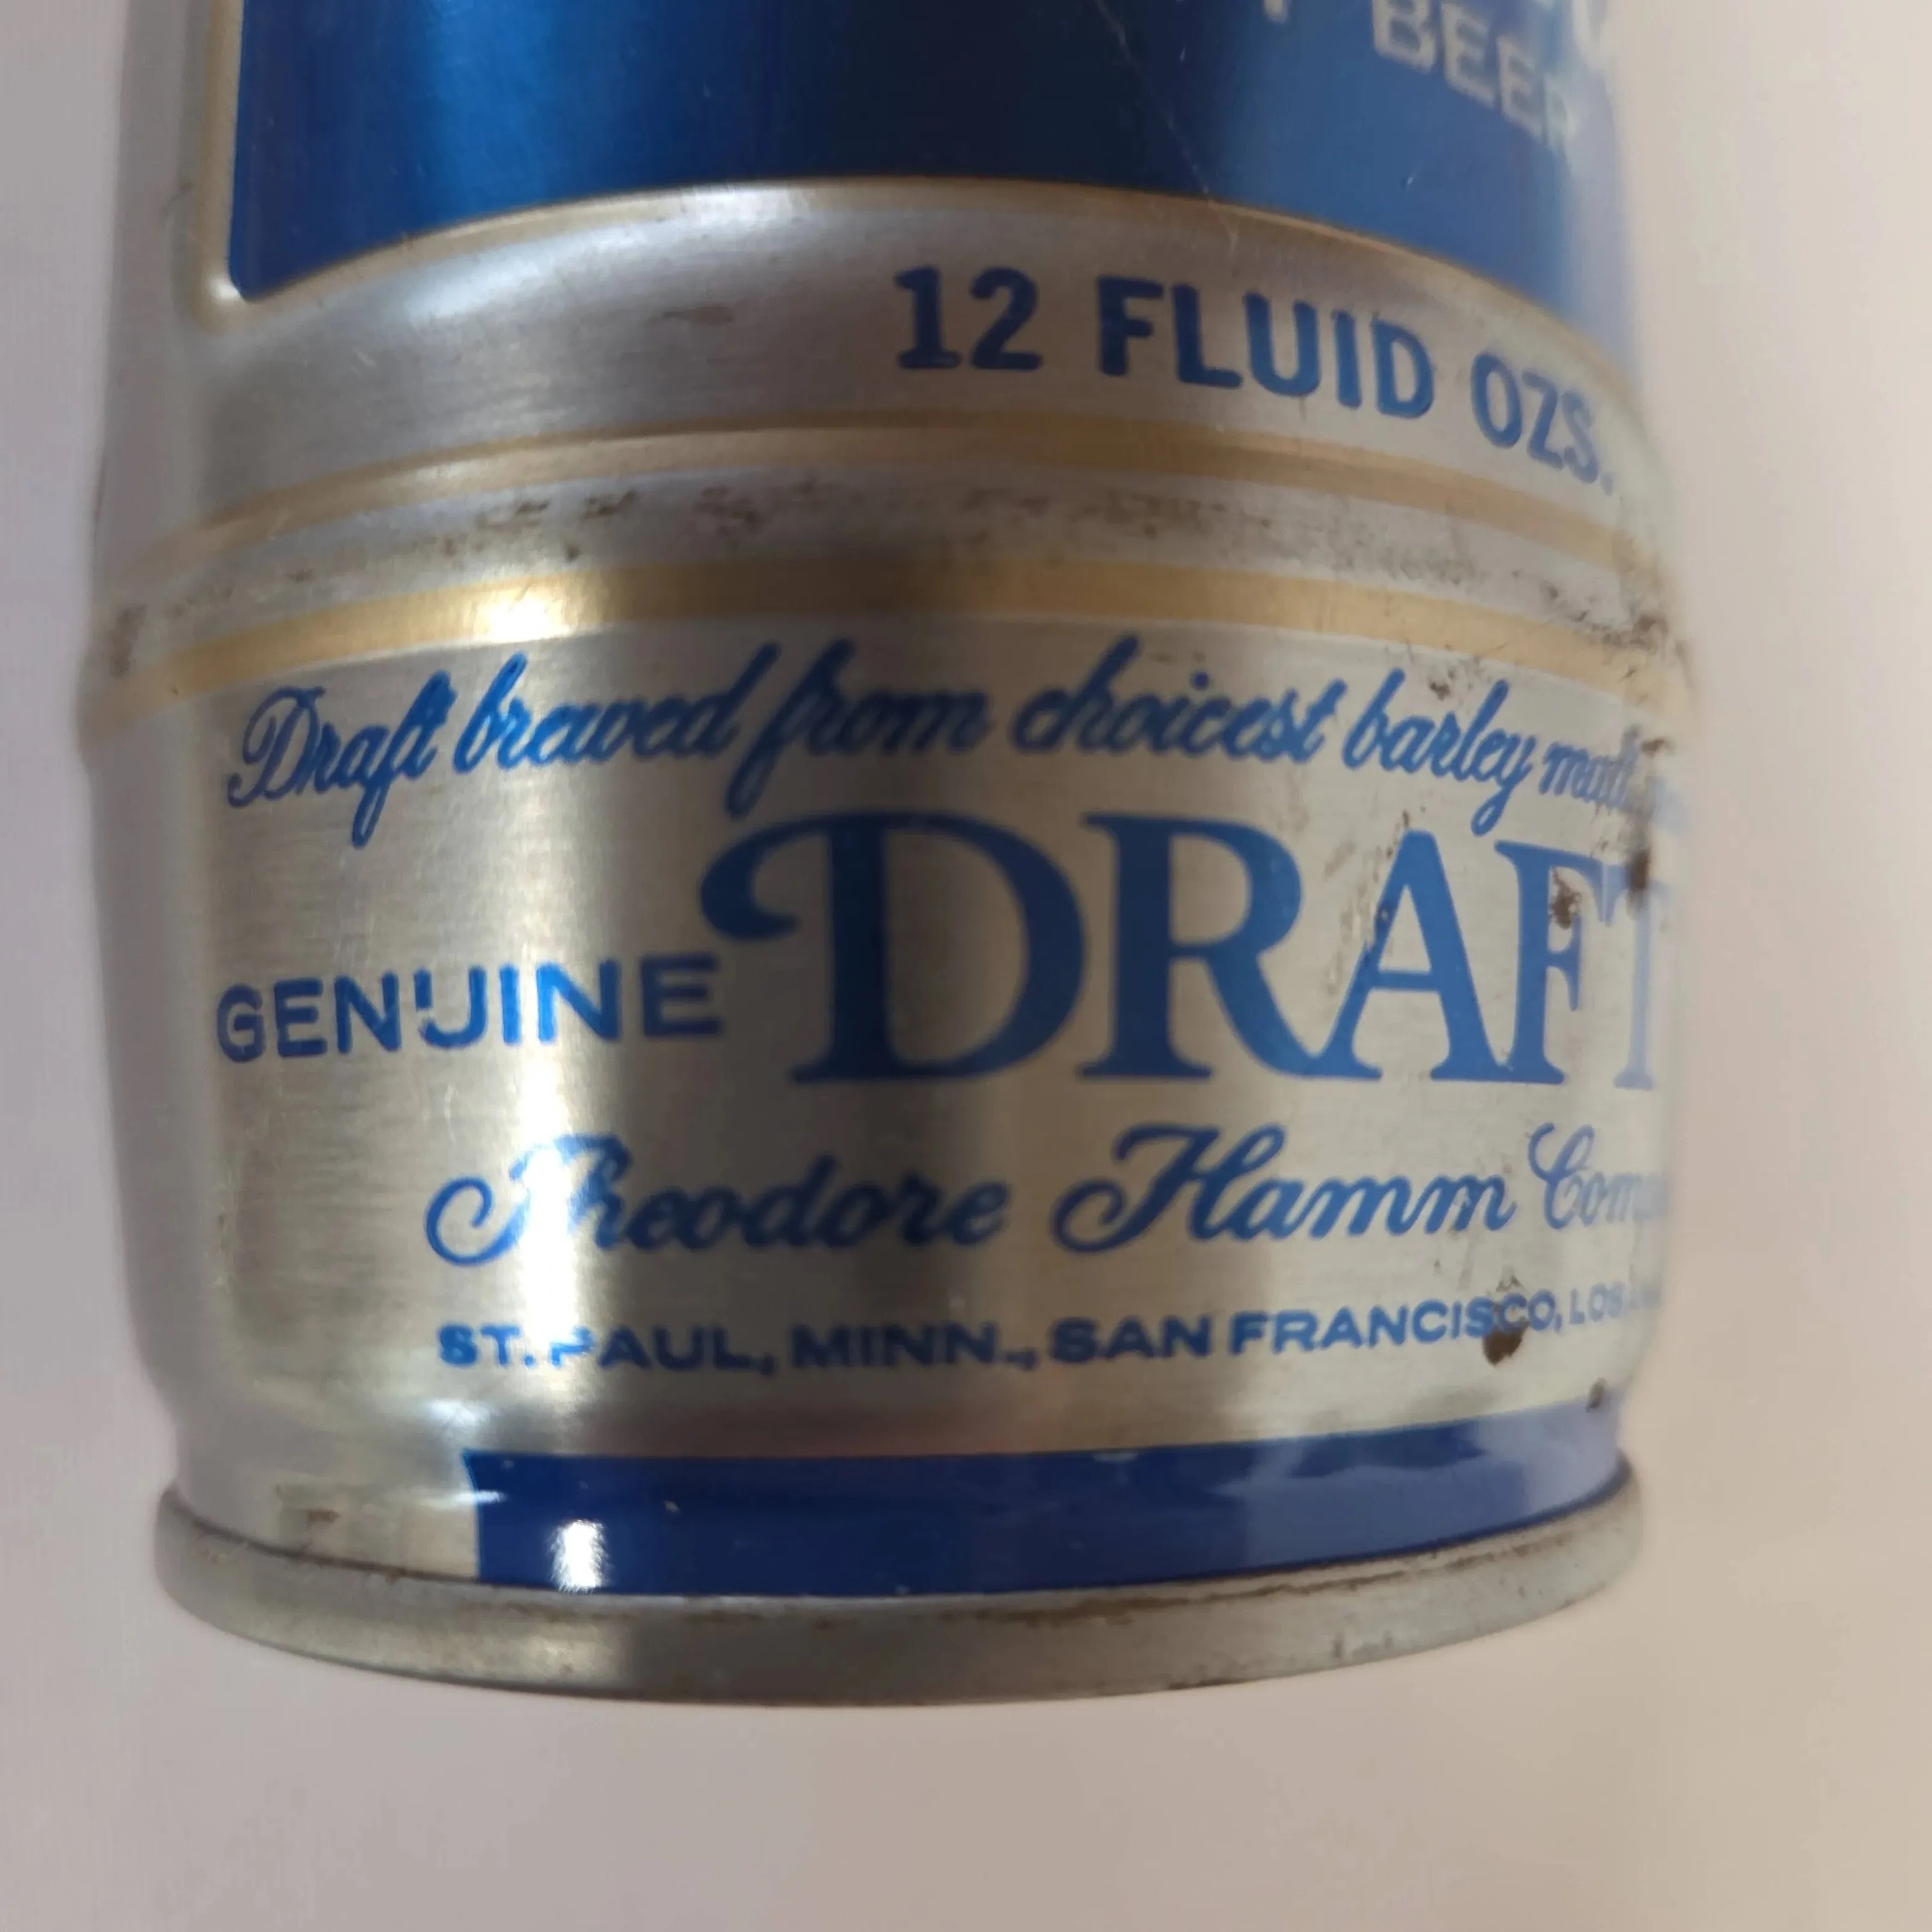 BEER
12 FLUID OZS.
Draft brewed from choicest barley malt
GENUINE DRAFT
Theodore Hamm
ST. PAUL, MINN., SAN FRANCISCO, LOS